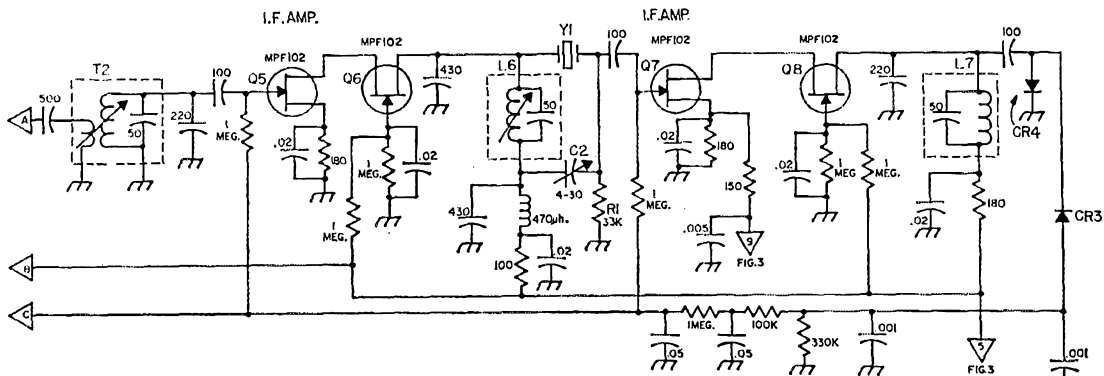 I.F. AMP.
I.F. AMP.
MPF102
MPF102
Y1
MPF102
MPF102
T2
100
Q5
Q6
430
L6
100
Q7
Q8
220
L7
100
500
A
50
220
1 MEG.
.02
180
1 MEG.
.02
50
C2
4-30
.02
180
150
.02
1 MEG
1 MEG.
50
CR4
1 MEG.
430
470μh.
R1
33K
1 MEG.
.005
9
FIG.3
.02
180
CR3
100
.02
B
C
1MEG.
100K
.05
.05
330K
.001
5
FIG.3
.001